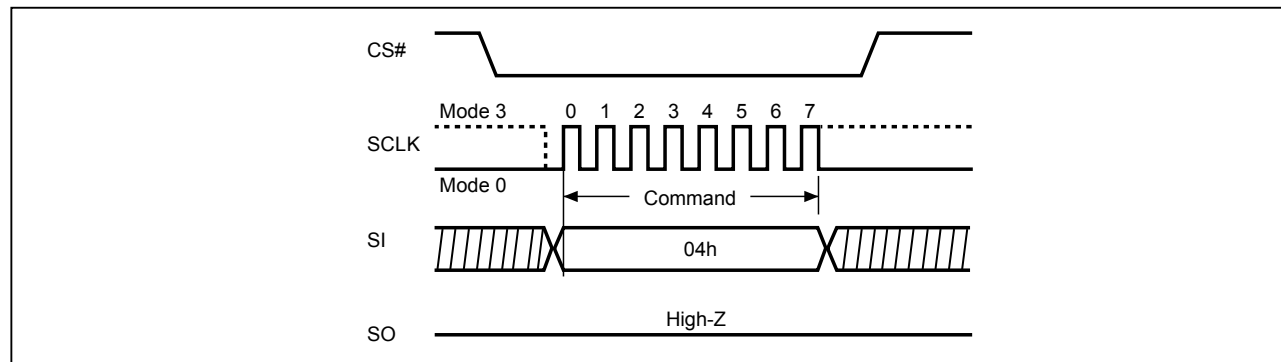 CS#
Mode 3 0 1 2 3 4 5 6 7
SCLK
Mode 0
Command
SI
04h
High-Z
SO